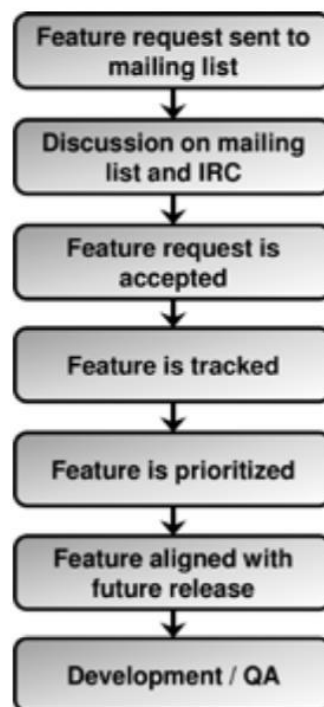 Feature request sent to
mailing list
Discussion on mailing
list and IRC
Feature request is
accepted
Feature is tracked
Feature is prioritized
Feature aligned with
future release
Development / QA